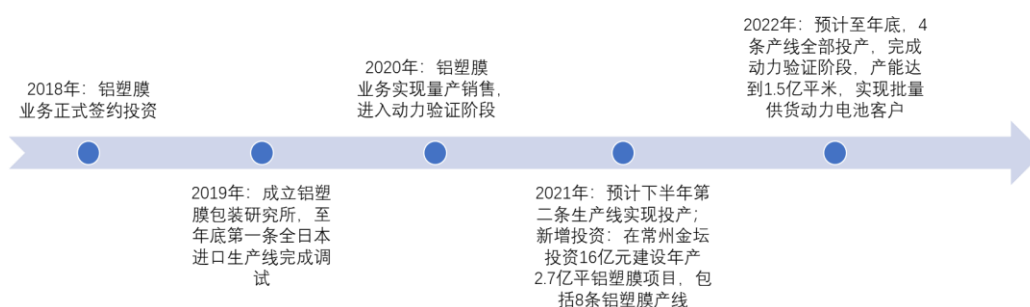 2018年：铝塑膜
业务正式签约投资
2019年：成立铝塑
膜包装研究所，至
年底第一条全日本
进口生产线完成调
试
2020年：铝塑膜
业务实现量产销售，
进入动力验证阶段
2021年：预计下半年第
二条生产线实现投产；
新增投资：在常州金坛
投资16亿元建设年产
2.7亿平铝塑膜项目，包
括8条铝塑膜产线
2022年：预计至年底，4
条产线全部投产，完成
动力验证阶段，产能达
到1.5亿平米，实现批量
供货动力电池客户